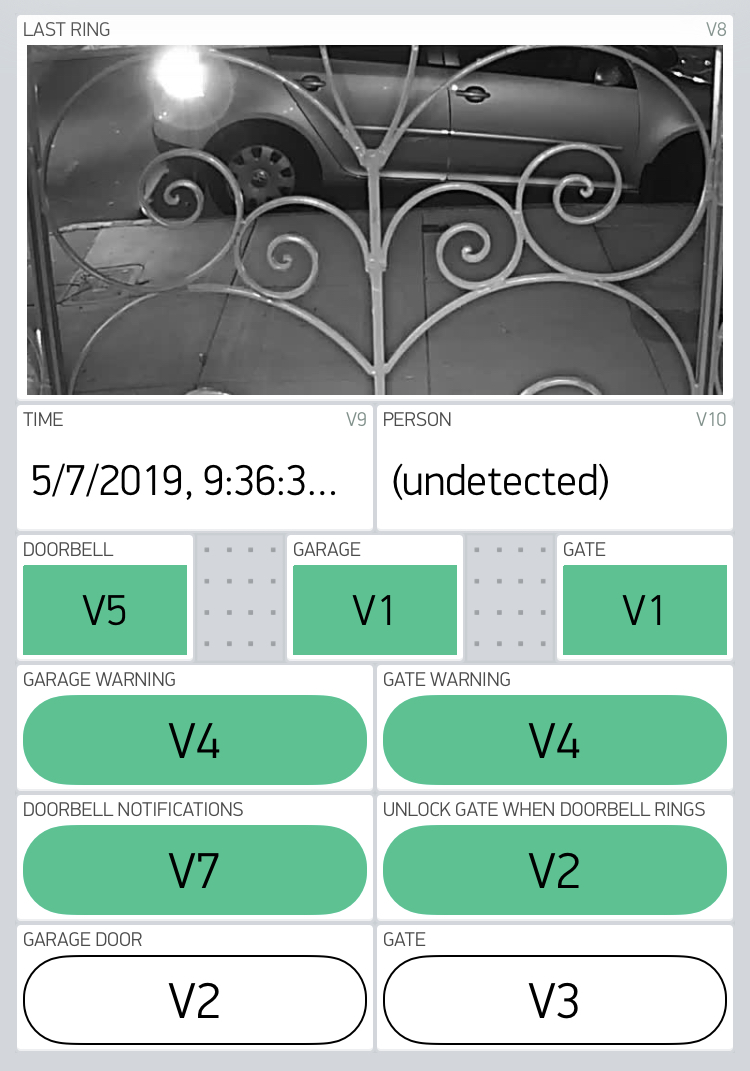 LAST RING V8
TIME V9 PERSON V10
5/7/2019, 9:36:3... (undetected)
DOORBELL GARAGE GATE
V5 V1 V1
GARAGE WARNING GATE WARNING
V4 V4
DOORBELL NOTIFICATIONS UNLOCK GATE WHEN DOORBELL RINGS
V7 V2
GARAGE DOOR GATE
V2 V3